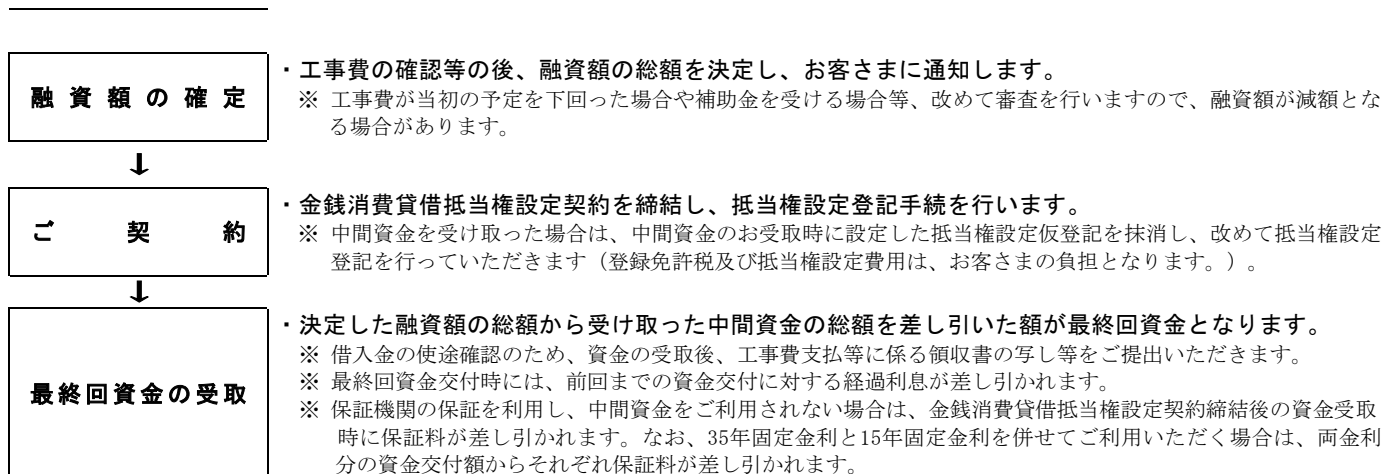 融資額の確定
・工事費の確認等の後、融資額の総額を決定し、お客さまに通知します。
※ 工事費が当初の予定を下回った場合や補助金を受ける場合等、改めて審査を行いますので、融資額が減額とな
る場合があります。
↓
ご契約
・金銭消費貸借抵当権設定契約を締結し、抵当権設定登記手続を行います。
※ 中間資金を受け取った場合は、中間資金のお受取時に設定した抵当権設定仮登記を抹消し、改めて抵当権設定
登記を行っていただきます（登録免許税及び抵当権設定費用は、お客さまの負担となります。）。
↓
最終回資金の受取
・決定した融資額の総額から受け取った中間資金の総額を差し引いた額が最終回資金となります。
※ 借入金の使途確認のため、資金の受取後、工事費支払等に係る領収書の写し等をご提出いただきます。
※ 最終回資金交付時には、前回までの資金交付に対する経過利息が差し引かれます。
※ 保証機関の保証を利用し、中間資金をご利用されない場合は、金銭消費貸借抵当権設定契約締結後の資金受取
時に保証料が差し引かれます。なお、35年固定金利と15年固定金利を併せてご利用いただく場合は、両金利
分の資金交付額からそれぞれ保証料が差し引かれます。